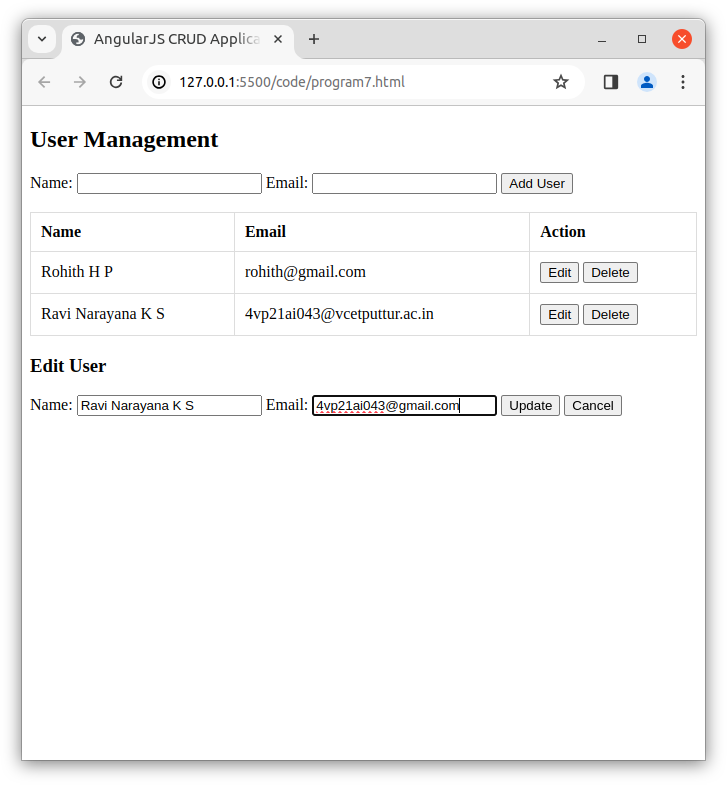 AngularJS CRUD Applica
127.0.0.1:5500/code/program7.html
User Management
Name: Email: Add User
Name Email Action
Rohith H P rohith@gmail.com Edit Delete
Ravi Narayana K S 4vp21ai043@vcetputtur.ac.in Edit Delete
Edit User
Name: Ravi Narayana K S Email: 4vp21ai043@gmail.com Update Cancel